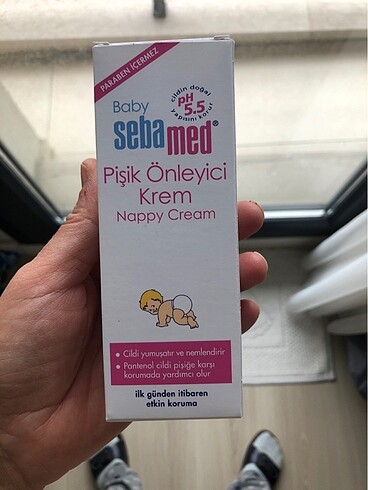 PARABEN İÇERMEZ
cildin doğal
pH
5.5
yapısını korur
Baby
sebamed®
Pişik Önleyici
Krem
Nappy Cream
• Cildi yumuşatır ve nemlendirir
• Pantenol cildi pişiğe karşı
korumada yardımcı olur
ilk günden itibaren
etkin koruma